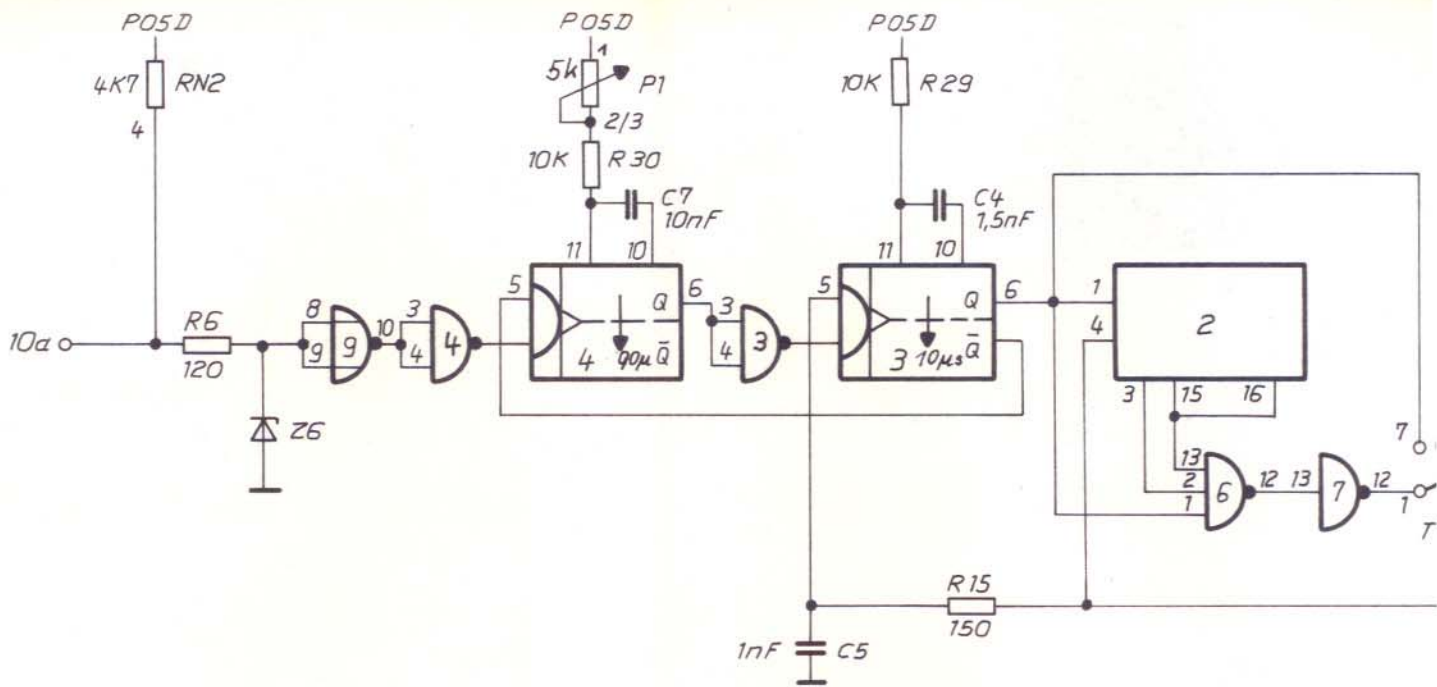 P05D
P05D
P05D
4K7 RN2
4
5k
1
P1
2/3
10K R30
C7
10nF
10K R29
C4
1,5nF
11 10
11 10
10a
R6
120
Z6
8
9
9
10
3
4
4
5
Q
4 90µ Q̅
6
3
4
3
5
Q
3 10µs Q̅
6
1
4
2
3 15 16
13
2
1
6
12 13
7
12
7
1
T
R15
150
1nF C5